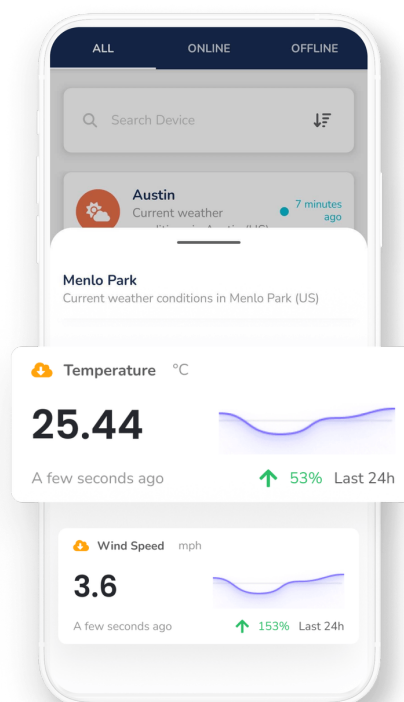 ALL ONLINE OFFLINE
Search Device
Austin
Current weather
7 minutes
ago
Menlo Park
Current weather conditions in Menlo Park (US)
Temperature °C
25.44
A few seconds ago 53% Last 24h
Wind Speed mph
3.6
A few seconds ago 153% Last 24h